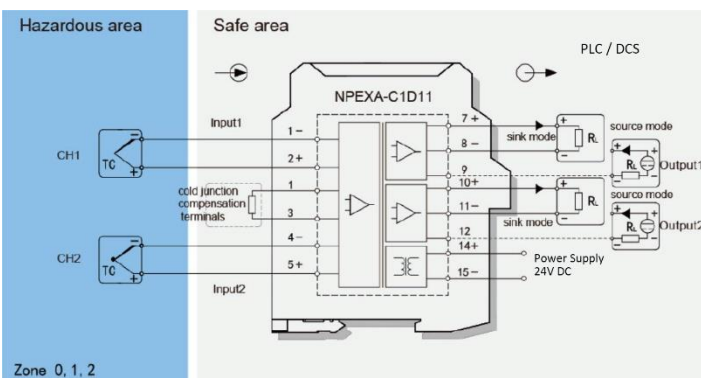 Hazardous area
Safe area
PLC / DCS
NPEXA-C1D11
Input1
1 −
2 +
CH1
TC
+
−
cold junction
compensation
terminals
1
3
4 −
5 +
CH2
TC
+
−
Input2
7 +
8 −
9
10+
11−
12
14+
15 −
sink mode
+
−
RL
source mode
+
RL
−
Output1
sink mode
+
−
RL
source mode
+
RL
−
Output2
Power Supply
24V DC
Zone 0, 1, 2